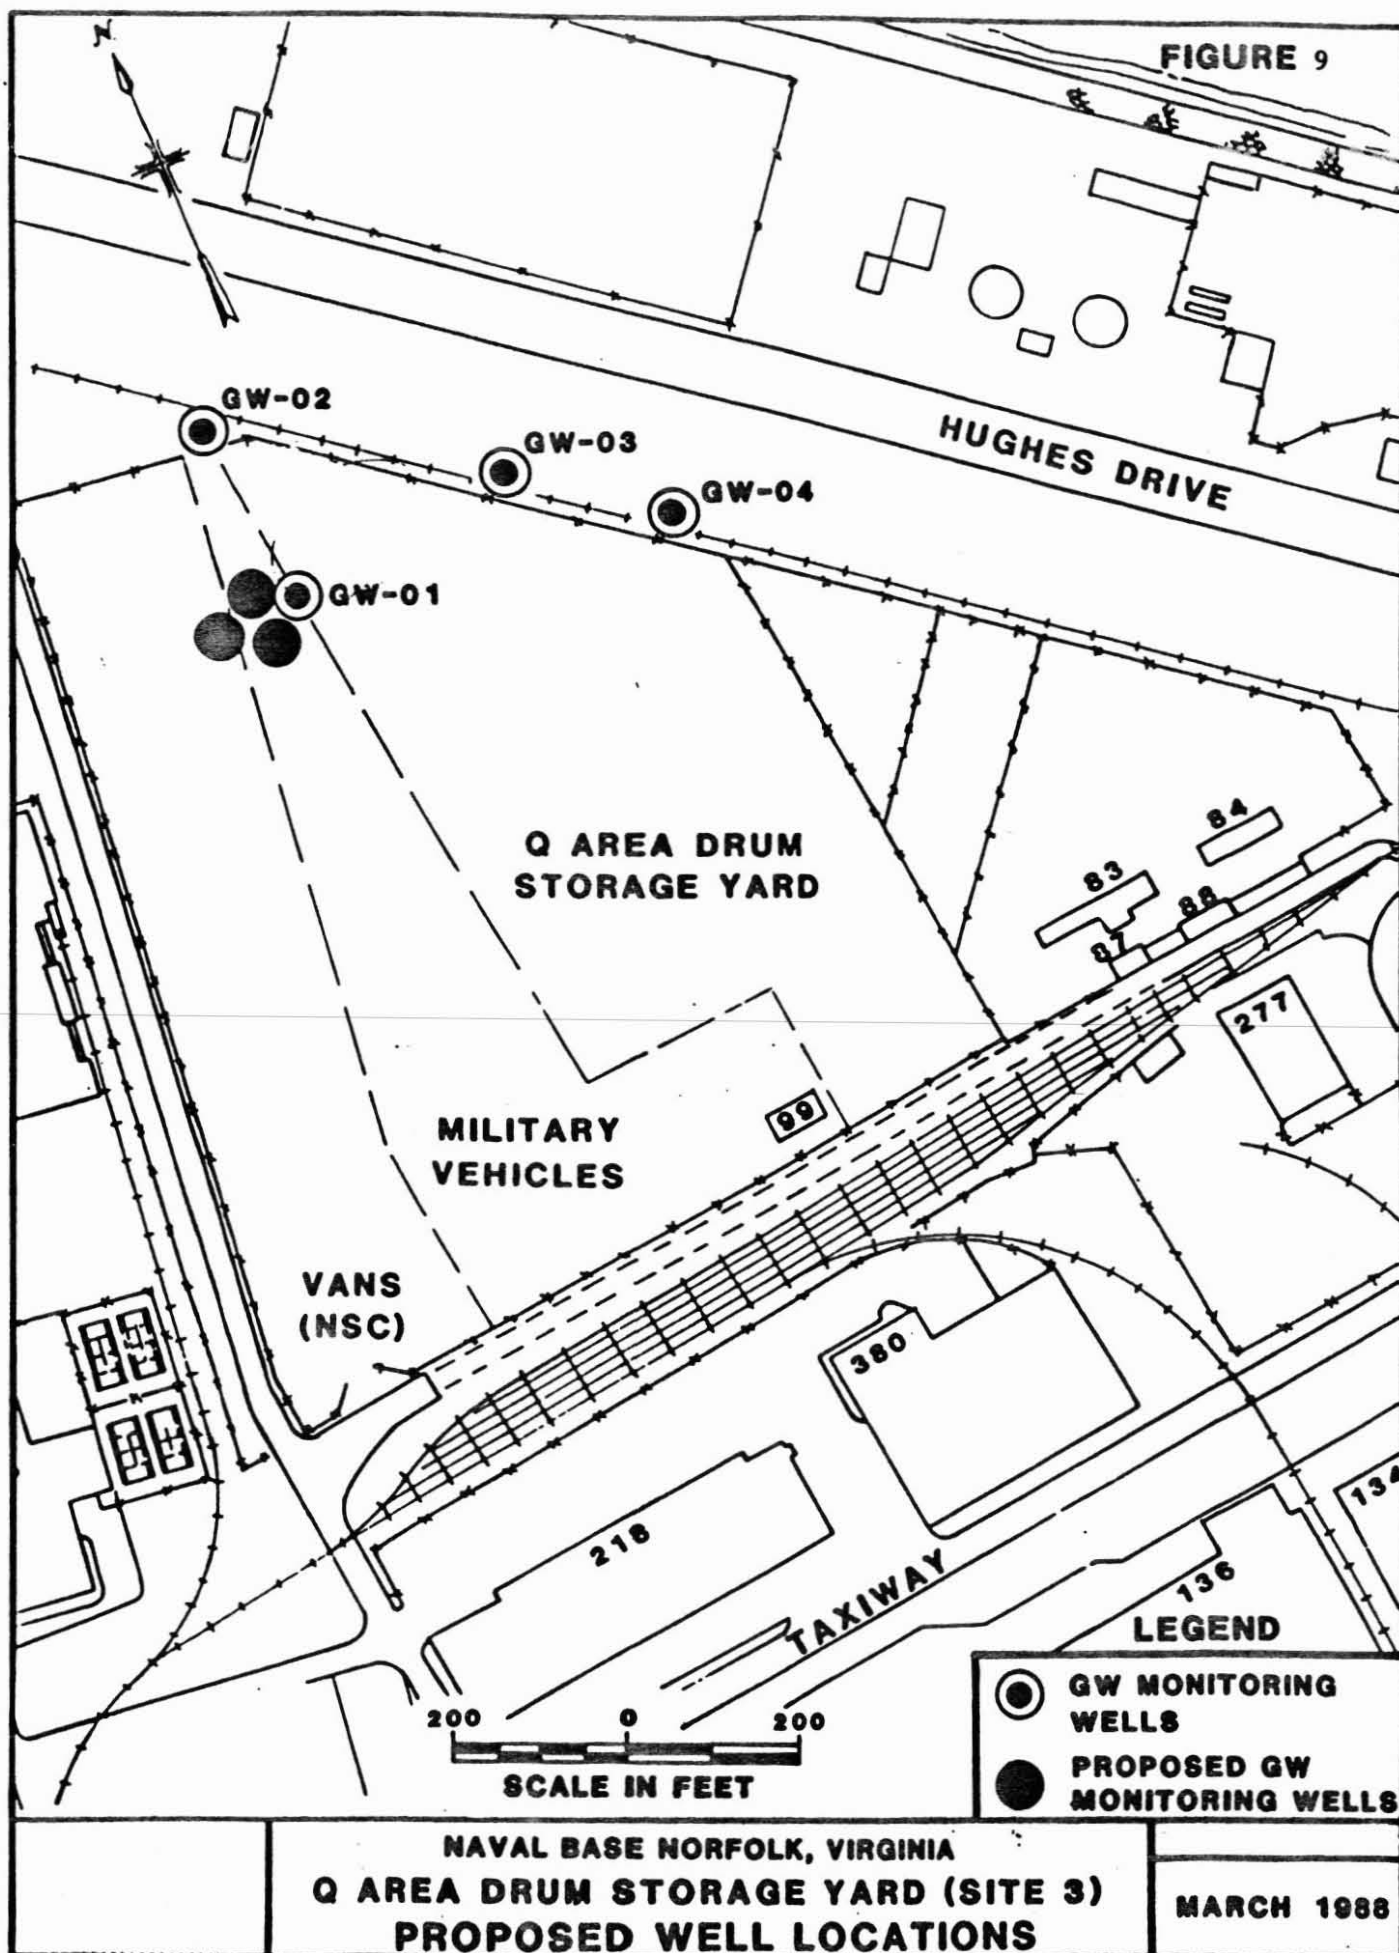 N
FIGURE 9
GW-02
GW-03
GW-04
HUGHES DRIVE
GW-01
Q AREA DRUM
STORAGE YARD
84
83
88
87
277
99
MILITARY
VEHICLES
VANS
(NSC)
380
218
TAXIWAY
134
136
LEGEND
GW MONITORING
WELLS
PROPOSED GW
MONITORING WELLS
200 0 200
SCALE IN FEET
NAVAL BASE NORFOLK, VIRGINIA
Q AREA DRUM STORAGE YARD (SITE 3)
PROPOSED WELL LOCATIONS
MARCH 1988